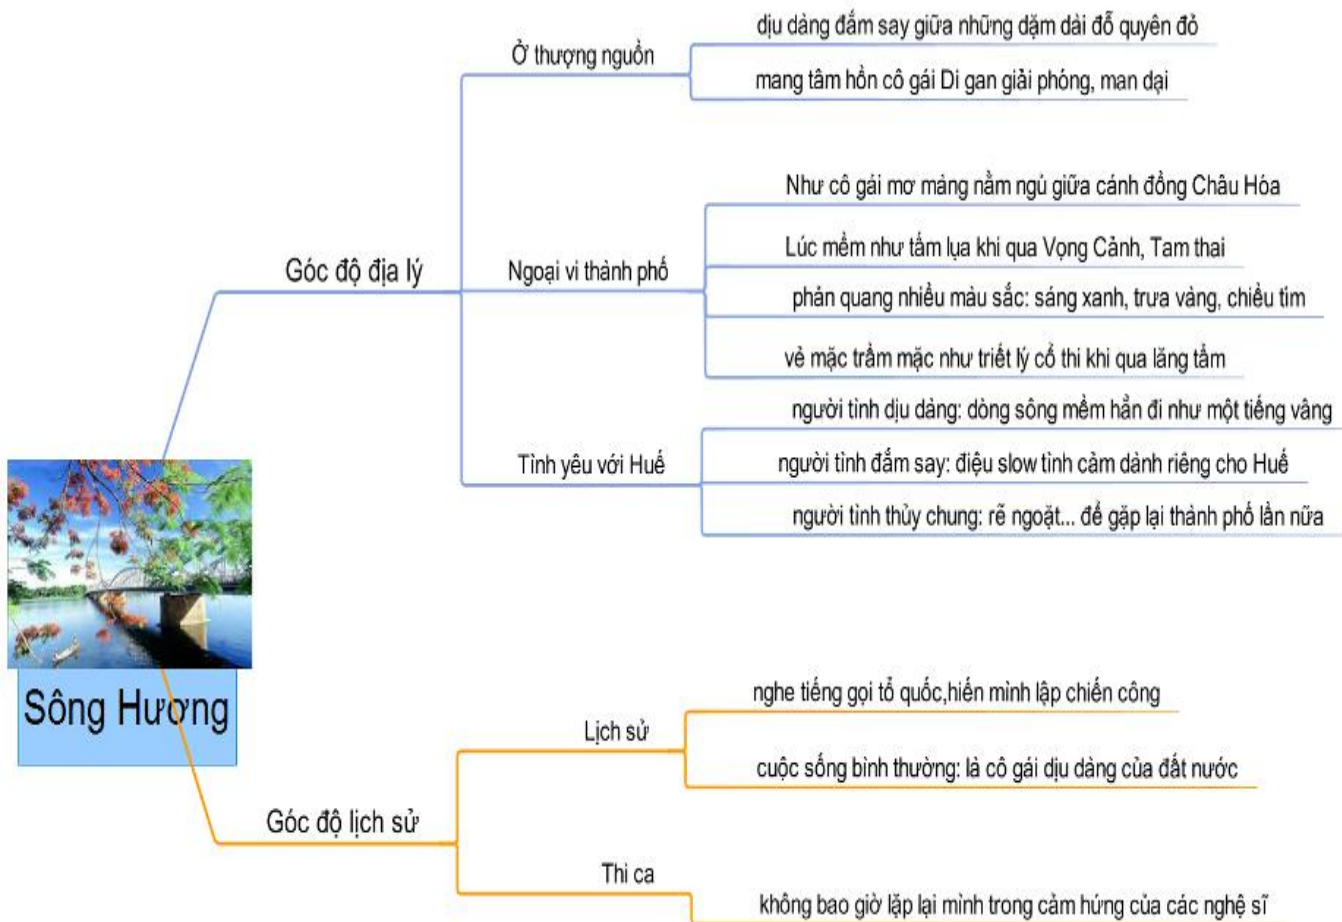 Sông Hương
Góc độ địa lý
Ở thượng nguồn
dịu dàng đắm say giữa những dặm dài đỗ quyên đỏ
mang tâm hồn cô gái Di gan giải phóng, man dại
Ngoại vi thành phố
Như cô gái mơ màng nằm ngủ giữa cánh đồng Châu Hóa
Lúc mềm như tấm lụa khi qua Vọng Cảnh, Tam thai
phản quang nhiều màu sắc: sáng xanh, trưa vàng, chiều tím
vẻ mặc trầm mặc như triết lý cổ thi khi qua lăng tẩm
Tình yêu với Huế
người tình dịu dàng: dòng sông mềm hẳn đi như một tiếng vâng
người tình đắm say: điệu slow tình cảm dành riêng cho Huế
người tình thủy chung: rẽ ngoặt... để gặp lại thành phố lần nữa
Góc độ lịch sử
Lịch sử
nghe tiếng gọi tổ quốc,hiến mình lập chiến công
cuộc sống bình thường: là cô gái dịu dàng của đất nước
Thi ca
không bao giờ lặp lại mình trong cảm hứng của các nghệ sĩ